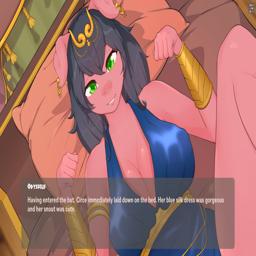 Odysseus
Having entered the hut, Circe immediately laid down on the bed. Her blue silk dress was gorgeous
and her snout was cute.